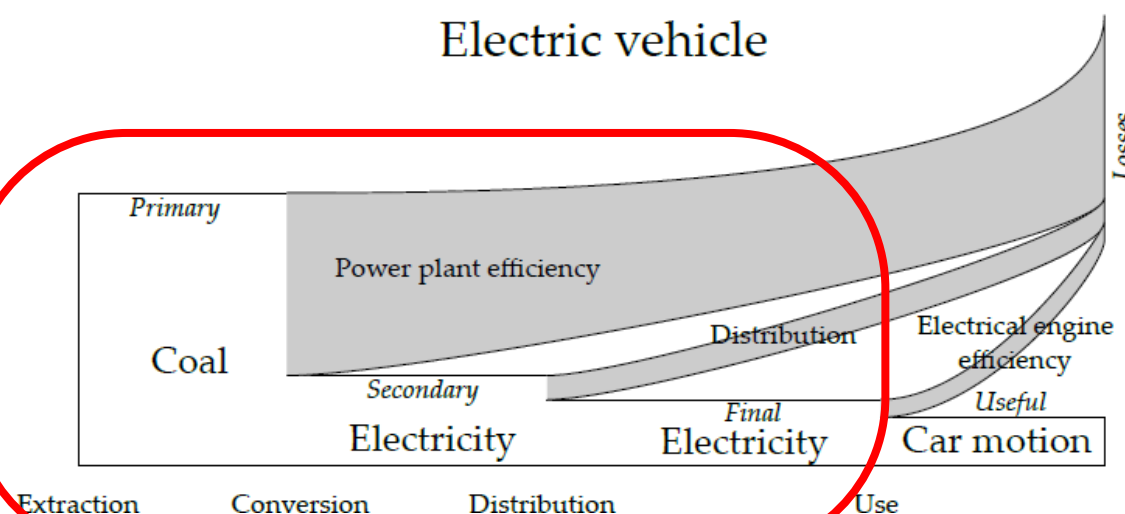 Electric vehicle
Losses
Primary
Power plant efficiency
Distribution
Electrical engine
efficiency
Coal
Secondary
Final
Useful
Electricity
Electricity
Car motion
Extraction
Conversion
Distribution
Use